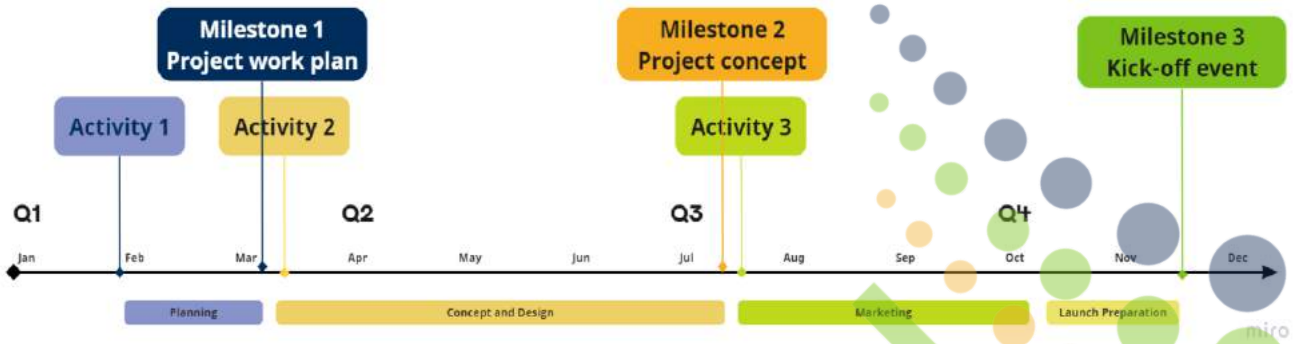 Milestone 1
Project work plan
Milestone 2
Project concept
Milestone 3
Kick-off event
Activity 1
Activity 2
Activity 3
Q1
Q2
Q3
Q4
Jan
Feb
Mar
Apr
May
Jun
Jul
Aug
Sep
Oct
Nov
Dec
Planning
Concept and Design
Marketing
Launch Preparation
miro